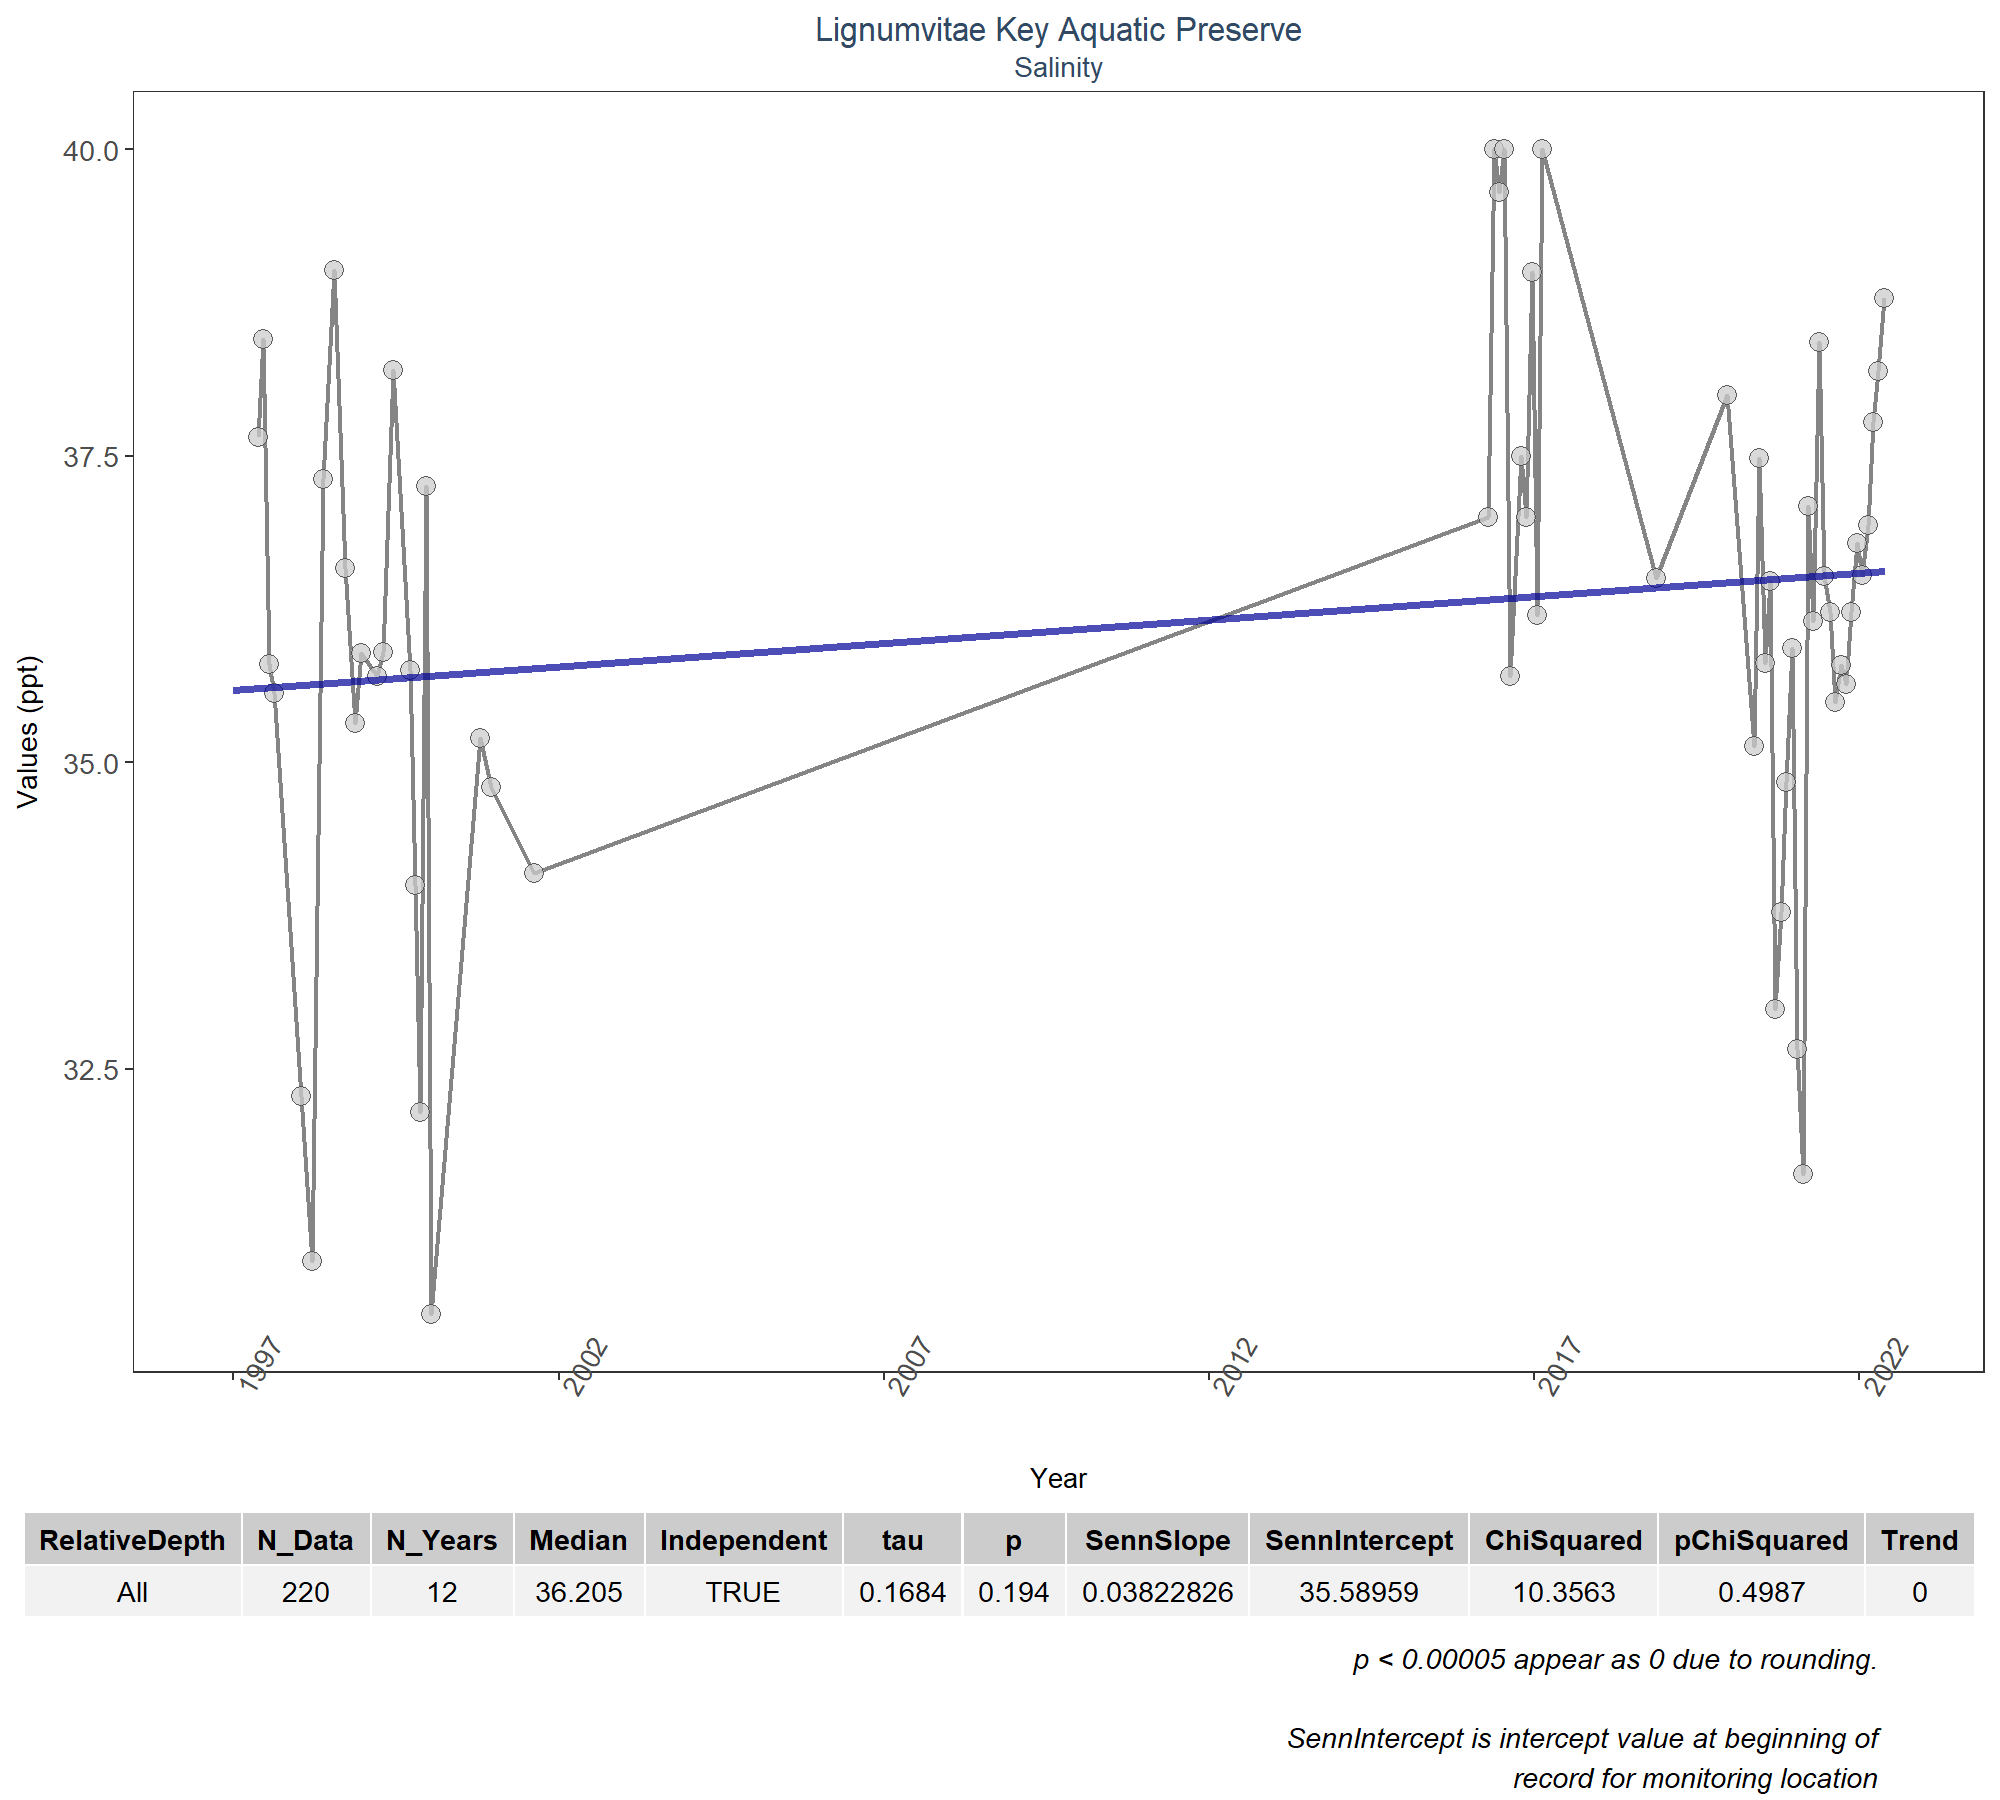 Lignumvitae Key Aquatic Preserve
Salinity
40.0
37.5
35.0
32.5
Values (ppt)
1997 2002 2007 2012 2017 2022
Year
RelativeDepth N_Data N_Years Median Independent tau p SennSlope SennIntercept ChiSquared pChiSquared Trend
All 220 12 36.205 TRUE 0.1684 0.194 0.03822826 35.58959 10.3563 0.4987 0
p < 0.00005 appear as 0 due to rounding.
SennIntercept is intercept value at beginning of
record for monitoring location